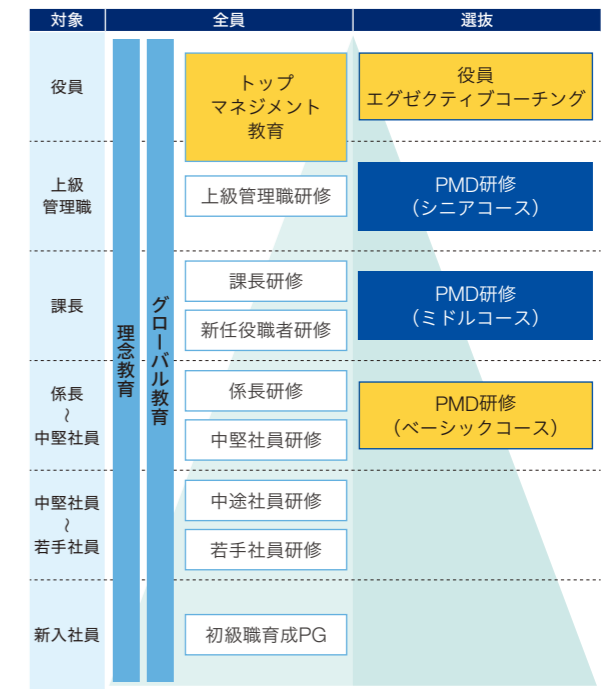 対象
全員
選抜
役員
トップ
マネジメント
教育
役員
エグゼクティブコーチング
上級
管理職
上級管理職研修
PMD研修
（シニアコース）
課長
課長研修
新任役職者研修
PMD研修
（ミドルコース）
理念教育
グローバル教育
係長
〜
中堅社員
係長研修
中堅社員研修
PMD研修
（ベーシックコース）
中堅社員
〜
若手社員
中途社員研修
若手社員研修
新入社員
初級職育成PG